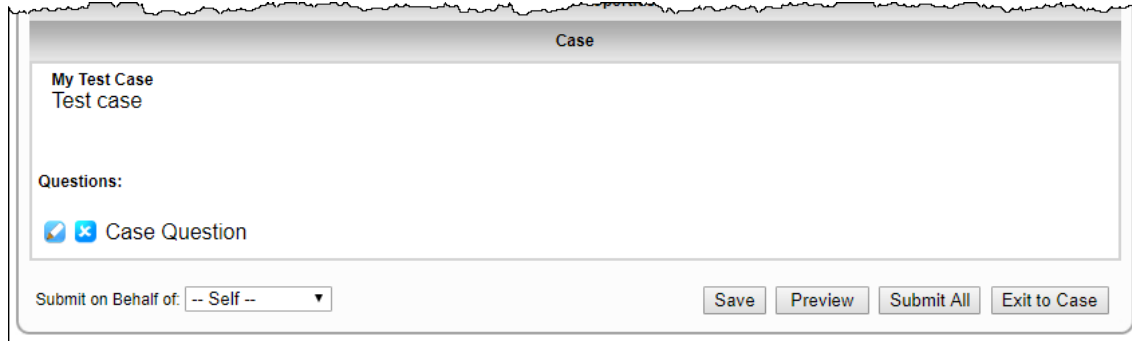 Case
My Test Case
Test case
Questions:
Case Question
Submit on Behalf of: -- Self --
Save Preview Submit All Exit to Case